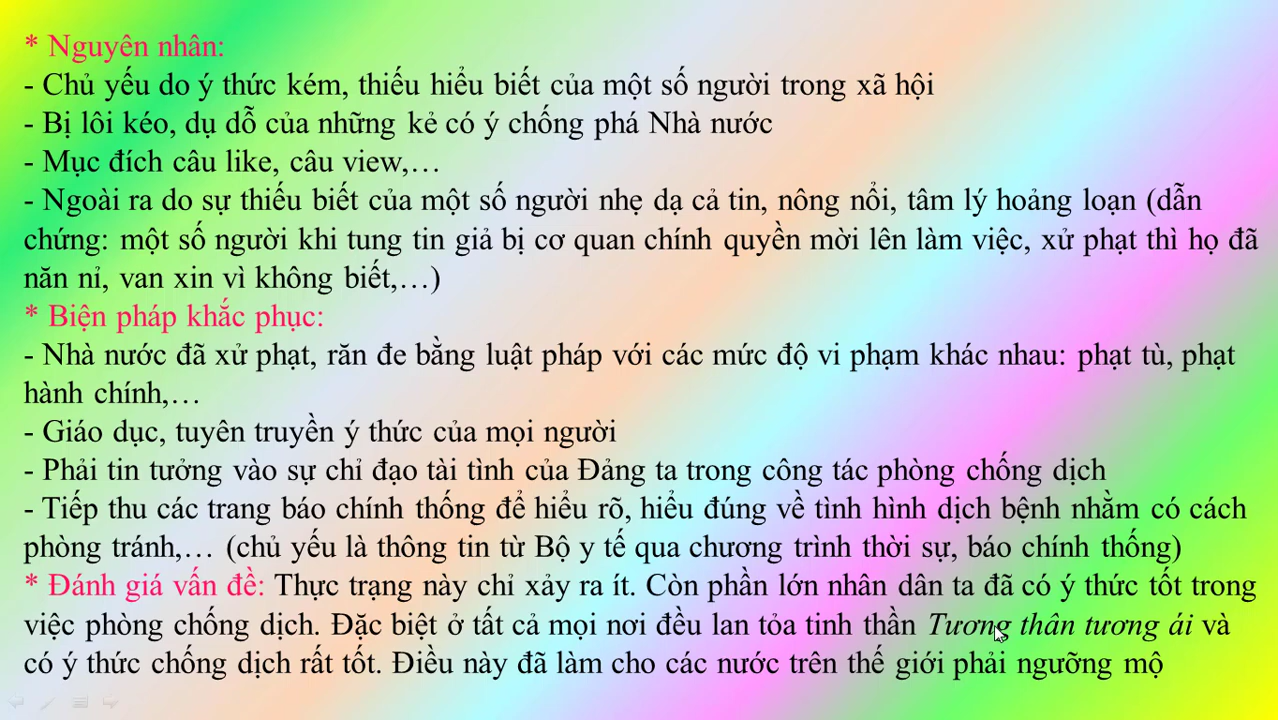 * Nguyên nhân:
- Chủ yếu do ý thức kém, thiếu hiểu biết của một số người trong xã hội
- Bị lôi kéo, dụ dỗ của những kẻ có ý chống phá Nhà nước
- Mục đích câu like, câu view,…
- Ngoài ra do sự thiếu biết của một số người nhẹ dạ cả tin, nông nổi, tâm lý hoảng loạn (dẫn
chứng: một số người khi tung tin giả bị cơ quan chính quyền mời lên làm việc, xử phạt thì họ đã
năn nỉ, van xin vì không biết,…)
* Biện pháp khắc phục:
- Nhà nước đã xử phạt, răn đe bằng luật pháp với các mức độ vi phạm khác nhau: phạt tù, phạt
hành chính,…
- Giáo dục, tuyên truyền ý thức của mọi người
- Phải tin tưởng vào sự chỉ đạo tài tình của Đảng ta trong công tác phòng chống dịch
- Tiếp thu các trang báo chính thống để hiểu rõ, hiểu đúng về tình hình dịch bệnh nhằm có cách
phòng tránh,… (chủ yếu là thông tin từ Bộ y tế qua chương trình thời sự, báo chính thống)
* Đánh giá vấn đề: Thực trạng này chỉ xảy ra ít. Còn phần lớn nhân dân ta đã có ý thức tốt trong
việc phòng chống dịch. Đặc biệt ở tất cả mọi nơi đều lan tỏa tinh thần Tương thân tương ái và
có ý thức chống dịch rất tốt. Điều này đã làm cho các nước trên thế giới phải ngưỡng mộ